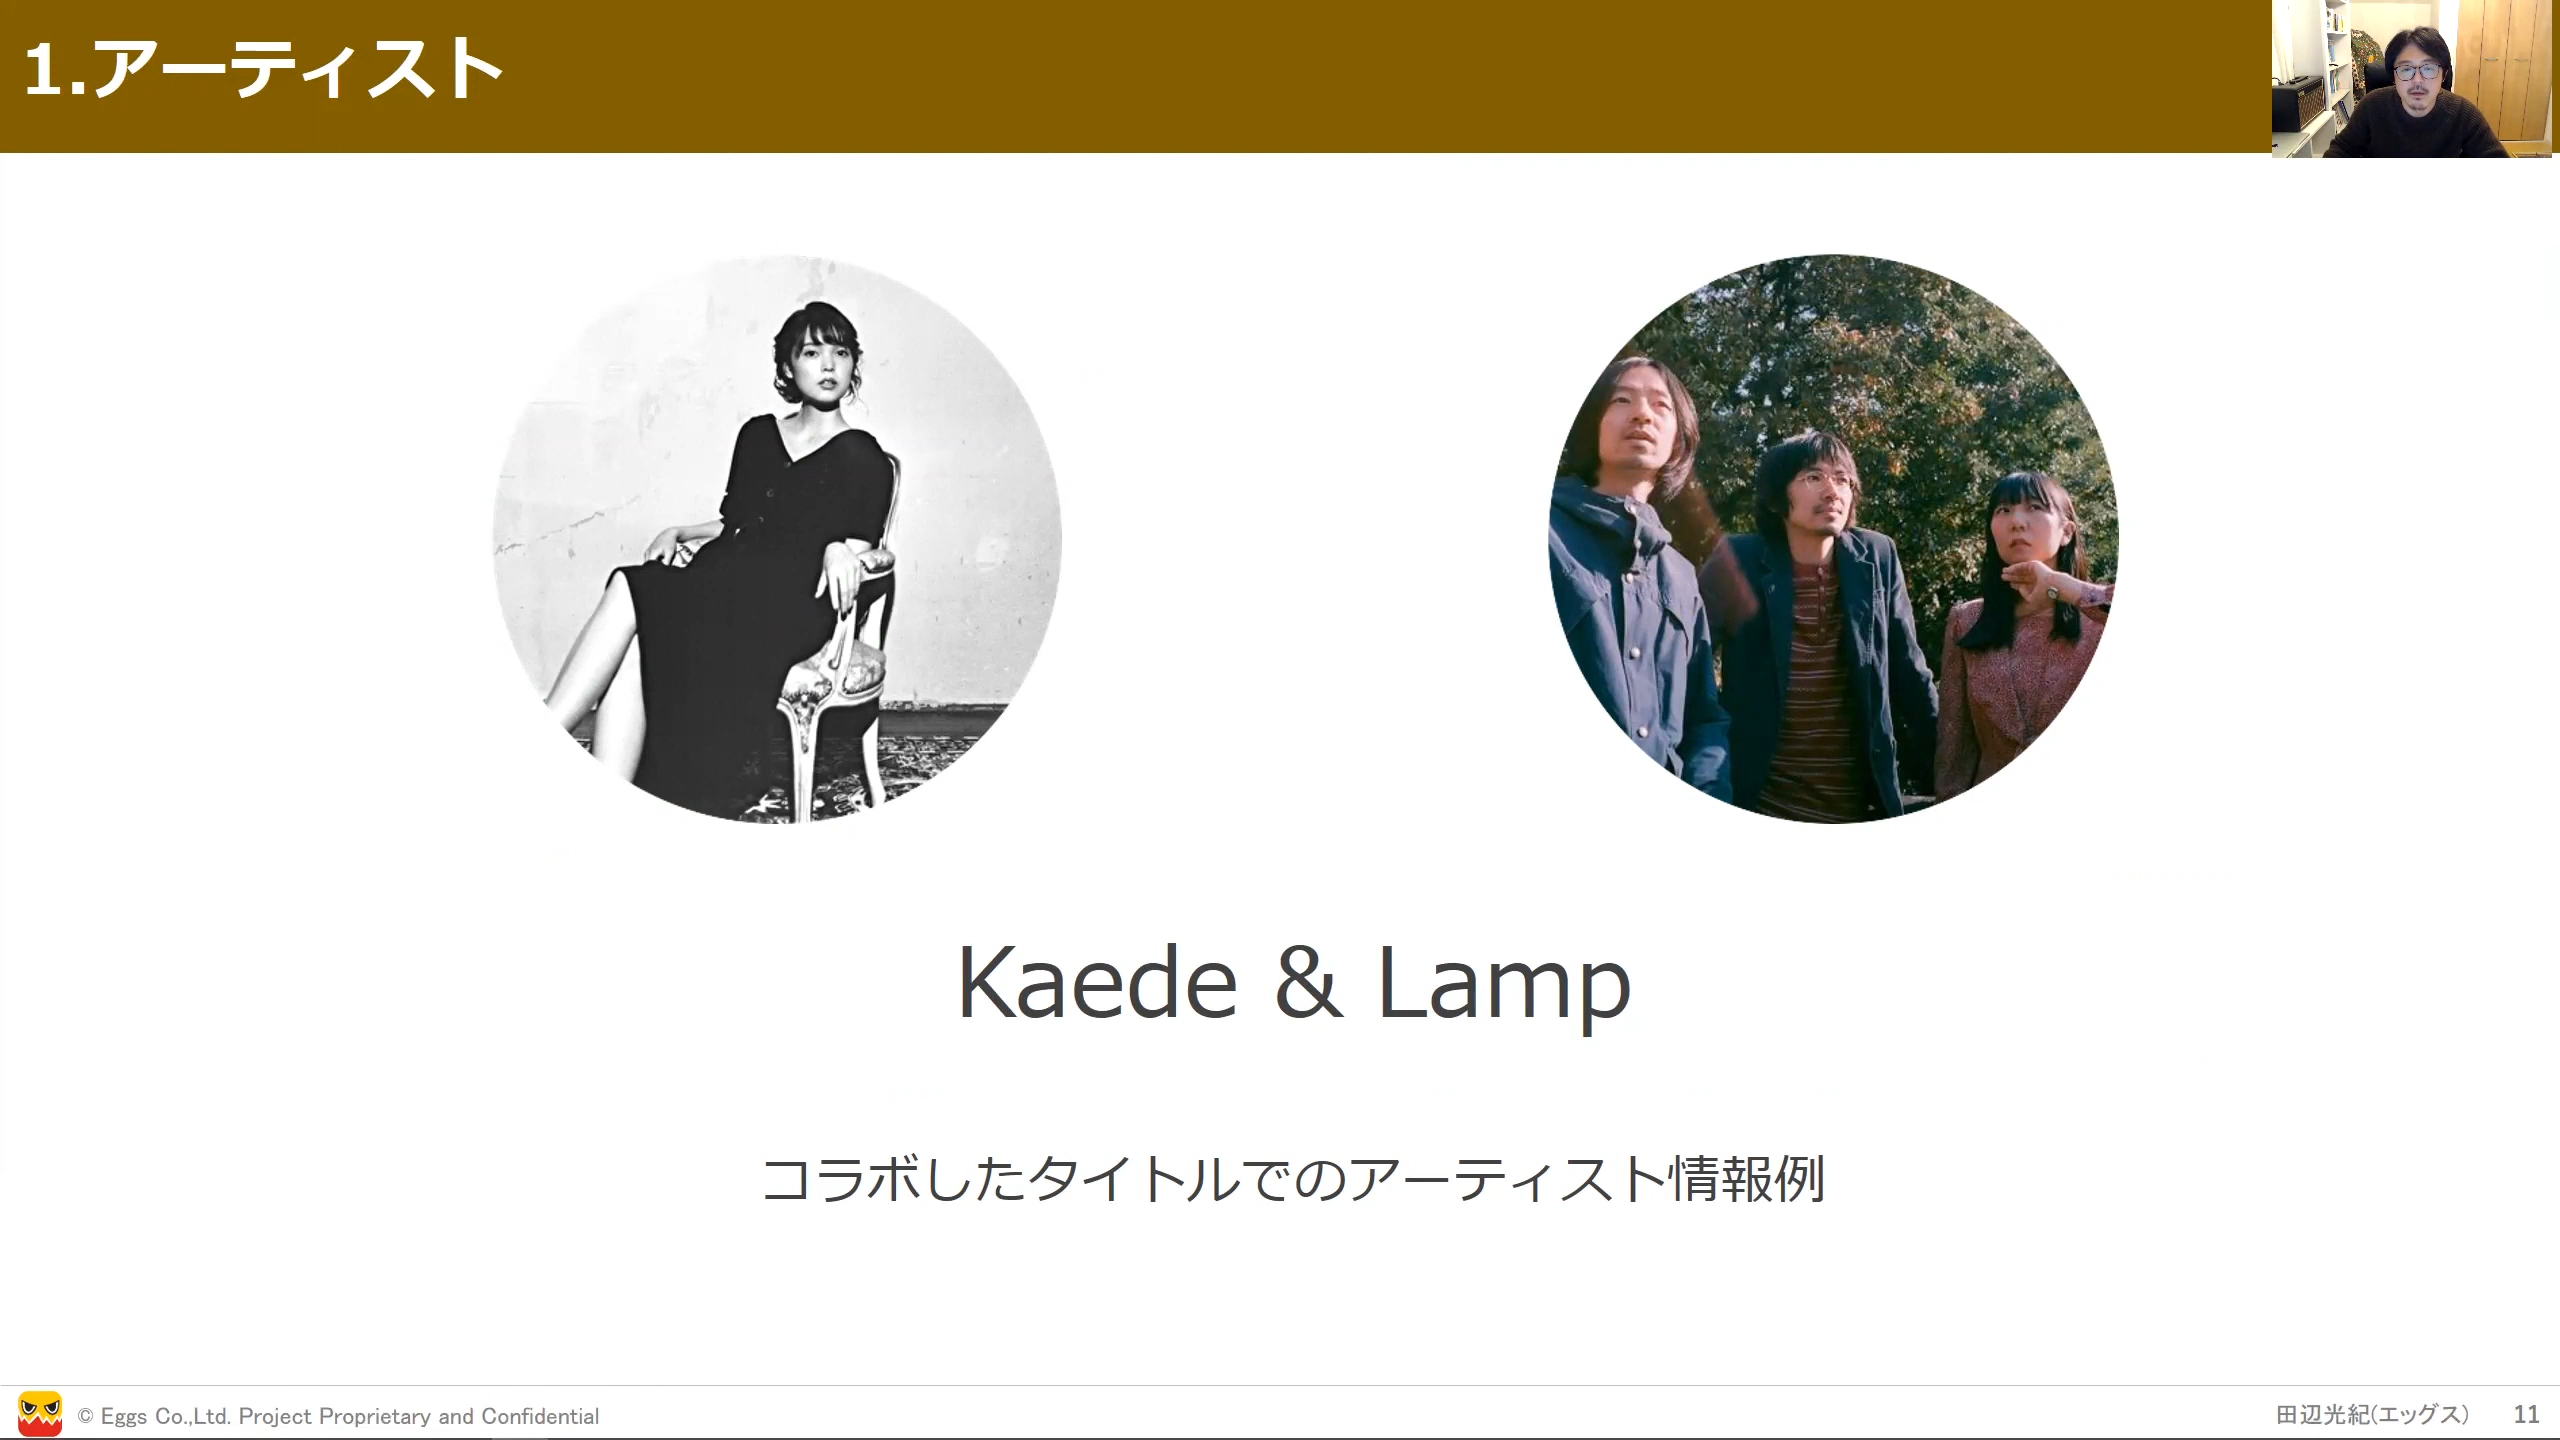 1.アーティスト
Kaede & Lamp
コラボしたタイトルでのアーティスト情報例
© Eggs Co.,Ltd. Project Proprietary and Confidential
田辺光紀(エッグス) 11